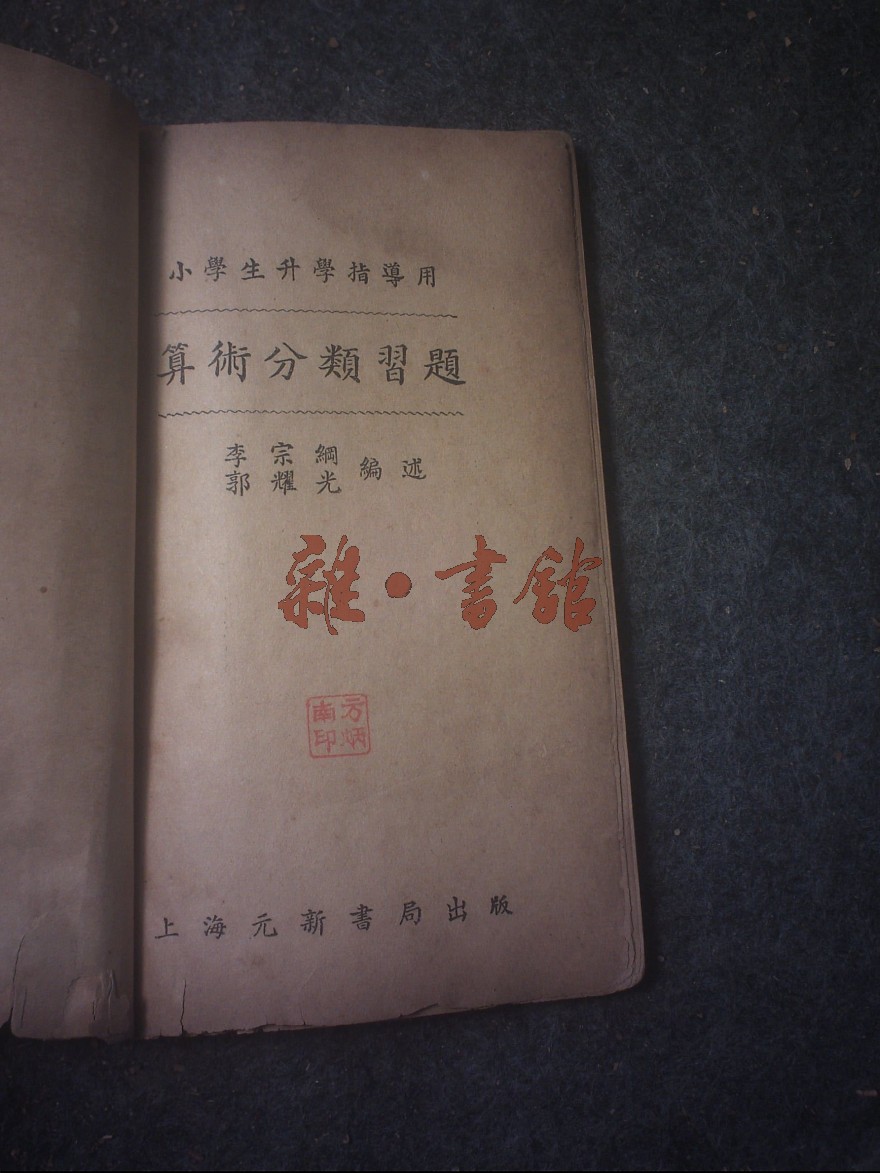 小學生升學指導用
算術分類習題
李宗綱
郭耀光 編述
雜·書館
方炳
南印
上海元新書局出版